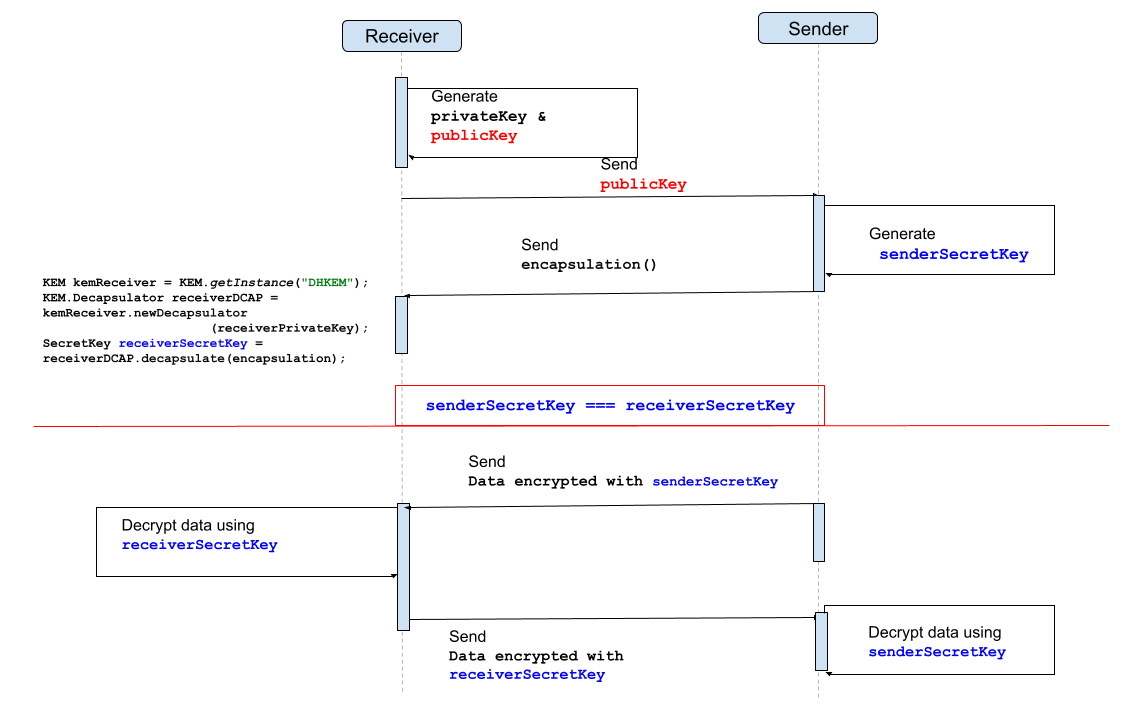 Receiver
Sender
Generate
privateKey &
publicKey
Send
publicKey
Generate
senderSecretKey
Send
encapsulation()
KEM kemReceiver = KEM.getInstance("DHKEM");
KEM.Decapsulator receiverDCAP =
kemReceiver.newDecapsulator
(receiverPrivateKey);
SecretKey receiverSecretKey =
receiverDCAP.decapsulate(encapsulation);
senderSecretKey === receiverSecretKey
Send
Data encrypted with senderSecretKey
Decrypt data using
receiverSecretKey
Send
Data encrypted with
receiverSecretKey
Decrypt data using
senderSecretKey